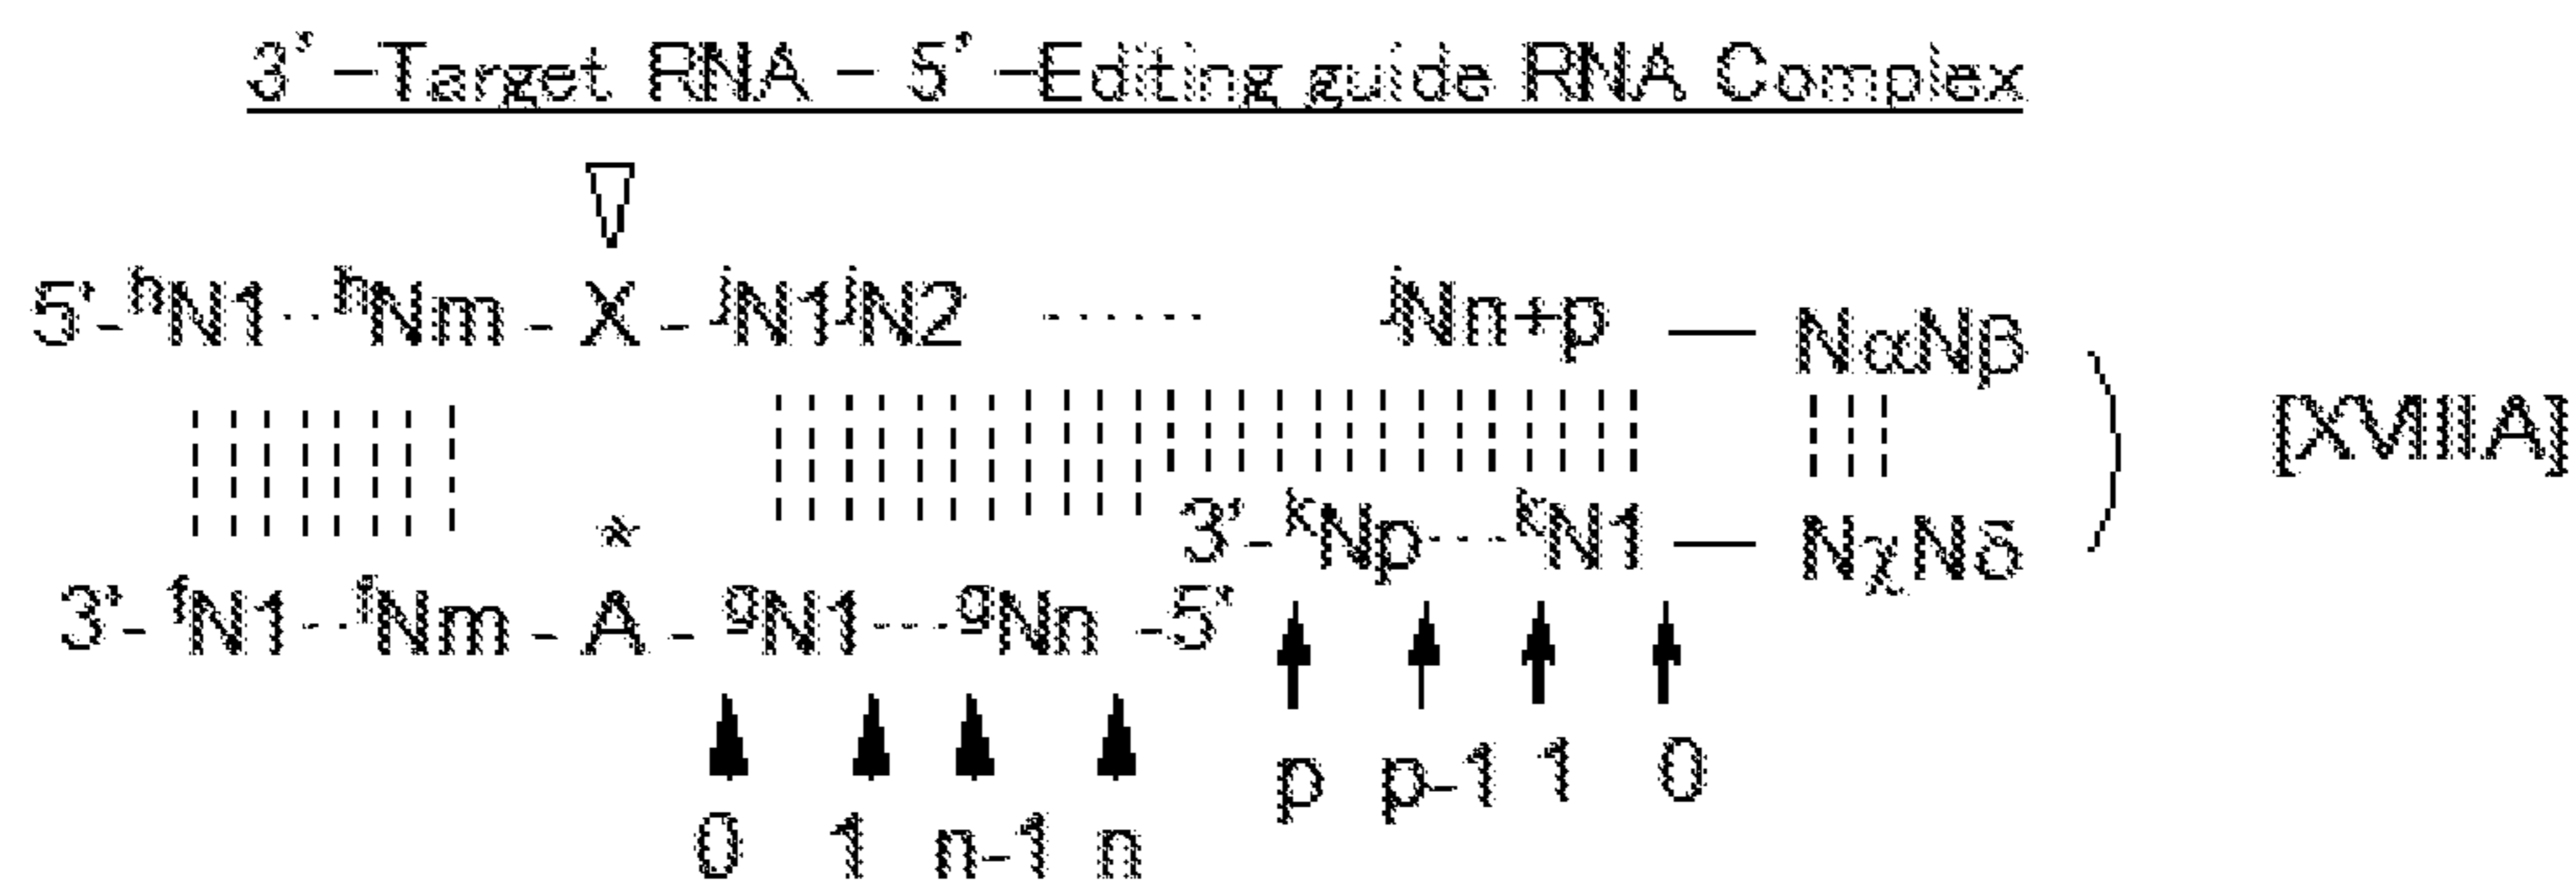 3’-Target RNA - 5’-Editing guide RNA Complex
5'-ʰN1··ʰNm - X - ʲN1ʲN2 ······ ʲNn+p — NαNβ
[XVIIIA]
3'-ᵏNp····ᵏN1 — NχNδ
*
3'-ᶠN1··ᶠNm - A - ᵍN1···ᵍNn -5'
p p-1 1 0
0 1 n-1 n